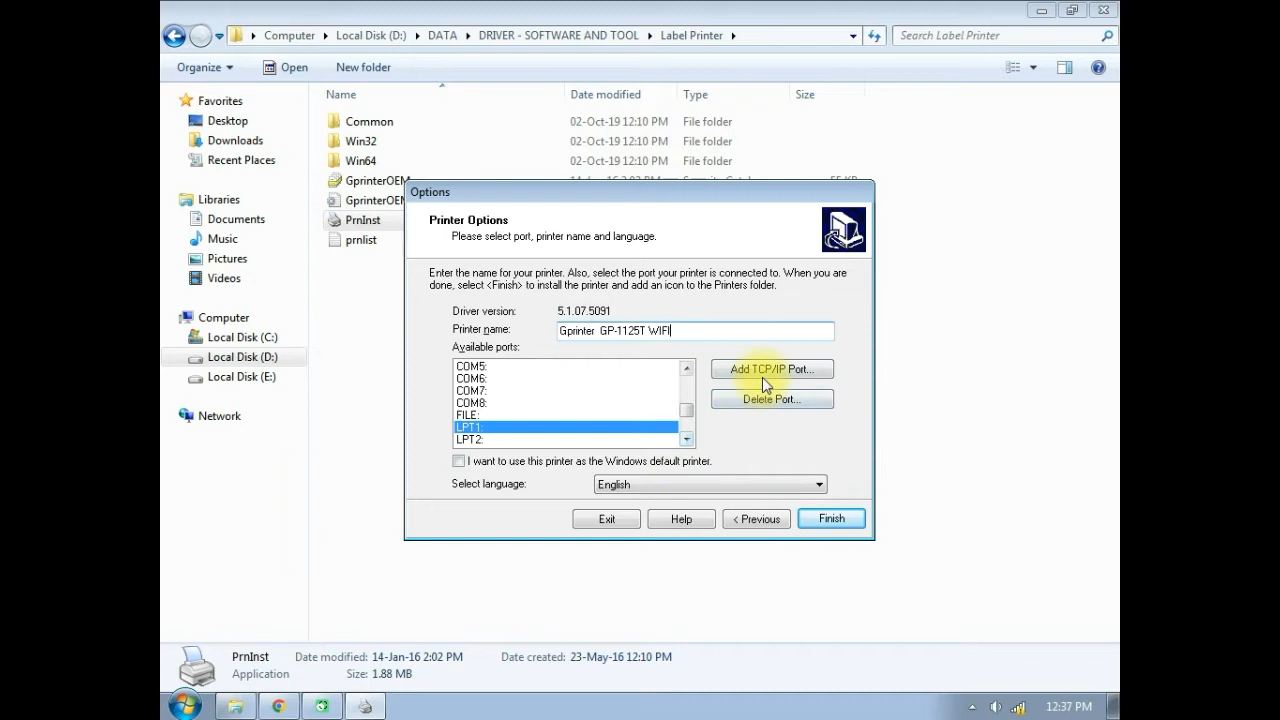 Computer
Local Disk (D:)
DATA
DRIVER - SOFTWARE AND TOOL
Label Printer
Search Label Printer
Organize
Open
New folder
Name
Date modified
Type
Size
Favorites
Desktop
Downloads
Recent Places
Libraries
Documents
Music
Pictures
Videos
Computer
Local Disk (C:)
Local Disk (D:)
Local Disk (E:)
Network
Common 02-Oct-19 12:10 PM File folder
Win32 02-Oct-19 12:10 PM File folder
Win64 02-Oct-19 12:10 PM File folder
GprinterOEM
GprinterOEM
PrnInst
prnlist
Options
Printer Options
Please select port, printer name and language.
Enter the name for your printer. Also, select the port your printer is connected to. When you are
done, select <Finish> to install the printer and add an icon to the Printers folder.
Driver version: 5.1.07.5091
Printer name: Gprinter GP-1125T WIFI
Available ports:
COM5:
COM6:
COM7:
COM8:
FILE:
LPT1:
LPT2:
Add TCP/IP Port...
Delete Port...
I want to use this printer as the Windows default printer.
Select language: English
Exit
Help
< Previous
Finish
PrnInst Date modified: 14-Jan-16 2:02 PM Date created: 23-May-16 12:10 PM
Application Size: 1.88 MB
12:37 PM